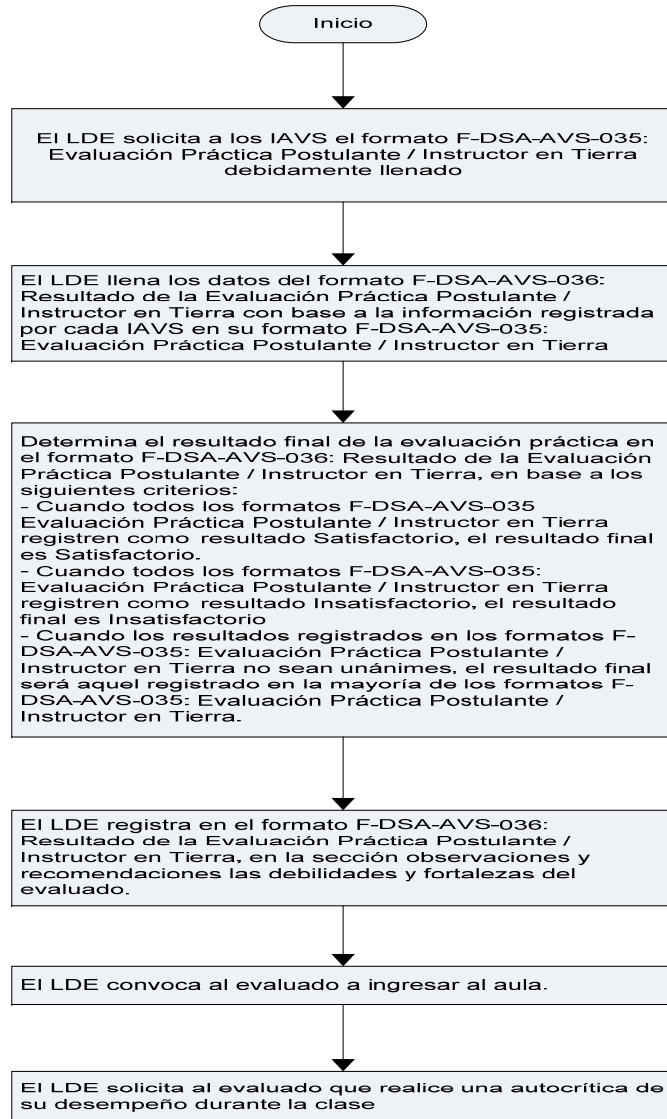 Inicio
El LDE solicita a los IAVS el formato F-DSA-AVS-035:
Evaluación Práctica Postulante / Instructor en Tierra
debidamente llenado
El LDE llena los datos del formato F-DSA-AVS-036:
Resultado de la Evaluación Práctica Postulante /
Instructor en Tierra con base a la información registrada
por cada IAVS en su formato F-DSA-AVS-035:
Evaluación Práctica Postulante / Instructor en Tierra
Determina el resultado final de la evaluación práctica en
el formato F-DSA-AVS-036: Resultado de la Evaluación
Práctica Postulante / Instructor en Tierra, en base a los
siguientes criterios:
- Cuando todos los formatos F-DSA-AVS-035
Evaluación Práctica Postulante / Instructor en Tierra
registren como resultado Satisfactorio, el resultado final
es Satisfactorio.
- Cuando todos los formatos F-DSA-AVS-035:
Evaluación Práctica Postulante / Instructor en Tierra
registren como resultado Insatisfactorio, el resultado
final es Insatisfactorio
- Cuando los resultados registrados en los formatos F-
DSA-AVS-035: Evaluación Práctica Postulante /
Instructor en Tierra no sean unánimes, el resultado final
será aquel registrado en la mayoría de los formatos F-
DSA-AVS-035: Evaluación Práctica Postulante /
Instructor en Tierra.
El LDE registra en el formato F-DSA-AVS-036:
Resultado de la Evaluación Práctica Postulante /
Instructor en Tierra, en la sección observaciones y
recomendaciones las debilidades y fortalezas del
evaluado.
El LDE convoca al evaluado a ingresar al aula.
El LDE solicita al evaluado que realice una autocrítica de
su desempeño durante la clase